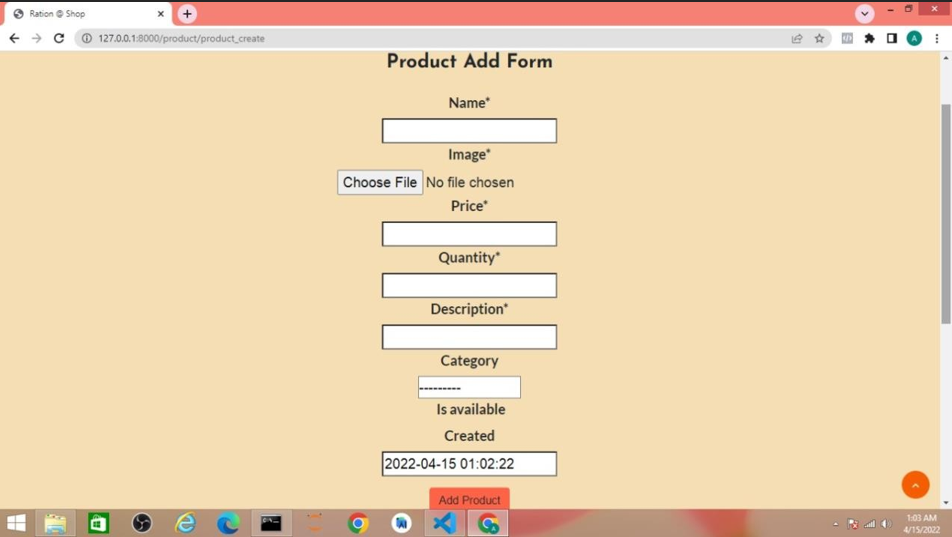 Ration @ Shop
127.0.0.1:8000/product/product_create
A
Product Add Form
Name*
Image*
Choose File No file chosen
Price*
Quantity*
Description*
Category
---------
Is available
Created
2022-04-15 01:02:22
Add Product
1:03 AM
4/15/2022